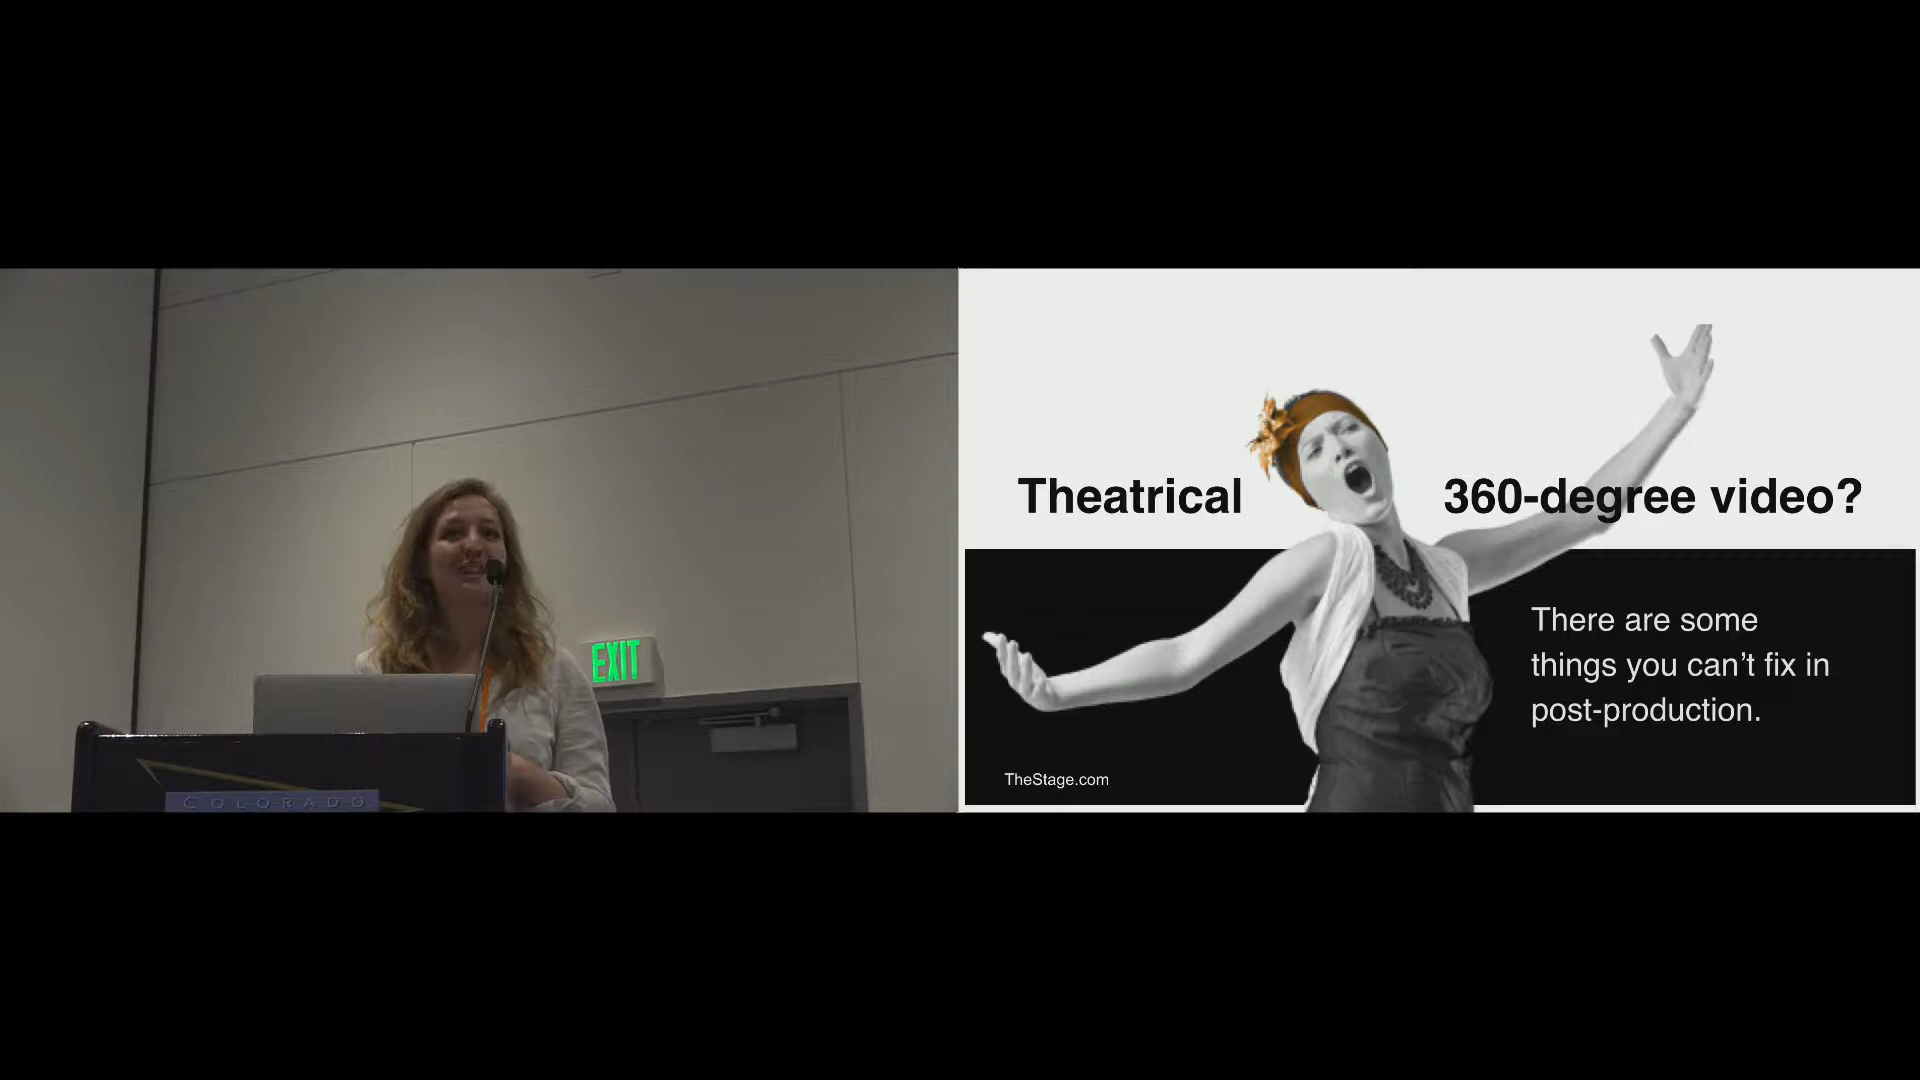 EXIT
COLORADO
Theatrical 360-degree video?
There are some
things you can’t fix in
post-production.
TheStage.com